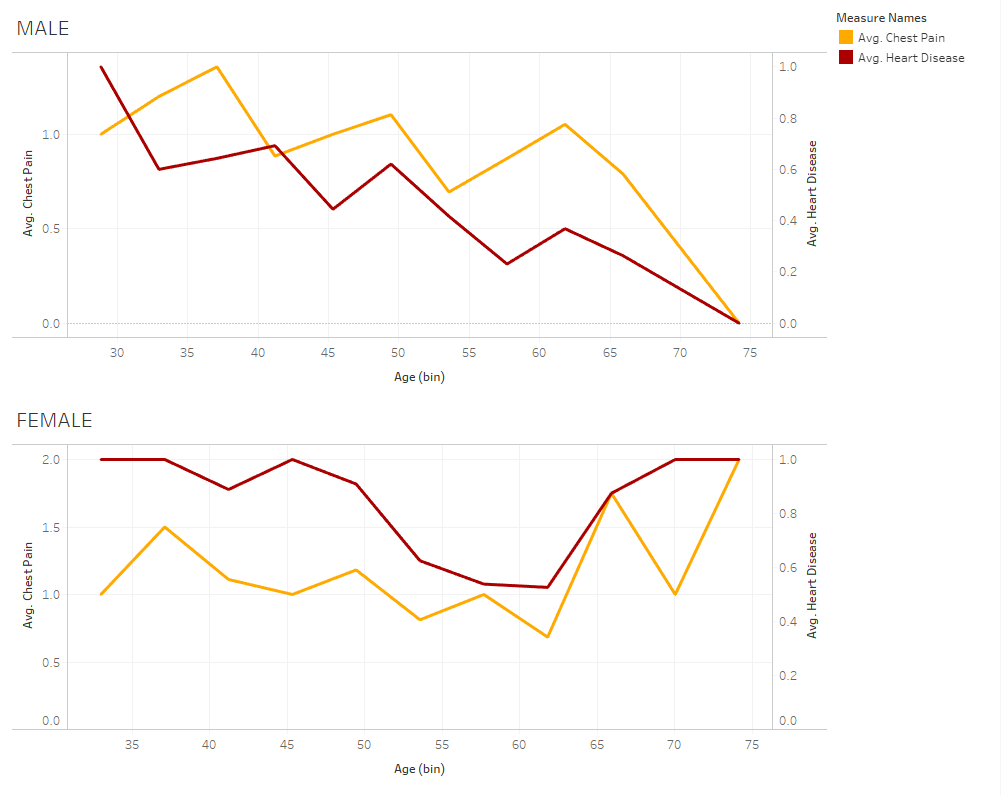 MALE
Measure Names
Avg. Chest Pain
Avg. Heart Disease
Avg. Chest Pain
1.0
0.5
0.0
1.0
0.8
0.6
0.4
0.2
0.0
Avg. Heart Disease
30 35 40 45 50 55 60 65 70 75
Age (bin)
FEMALE
Avg. Chest Pain
2.0
1.5
1.0
0.5
0.0
1.0
0.8
0.6
0.4
0.2
0.0
Avg. Heart Disease
35 40 45 50 55 60 65 70 75
Age (bin)